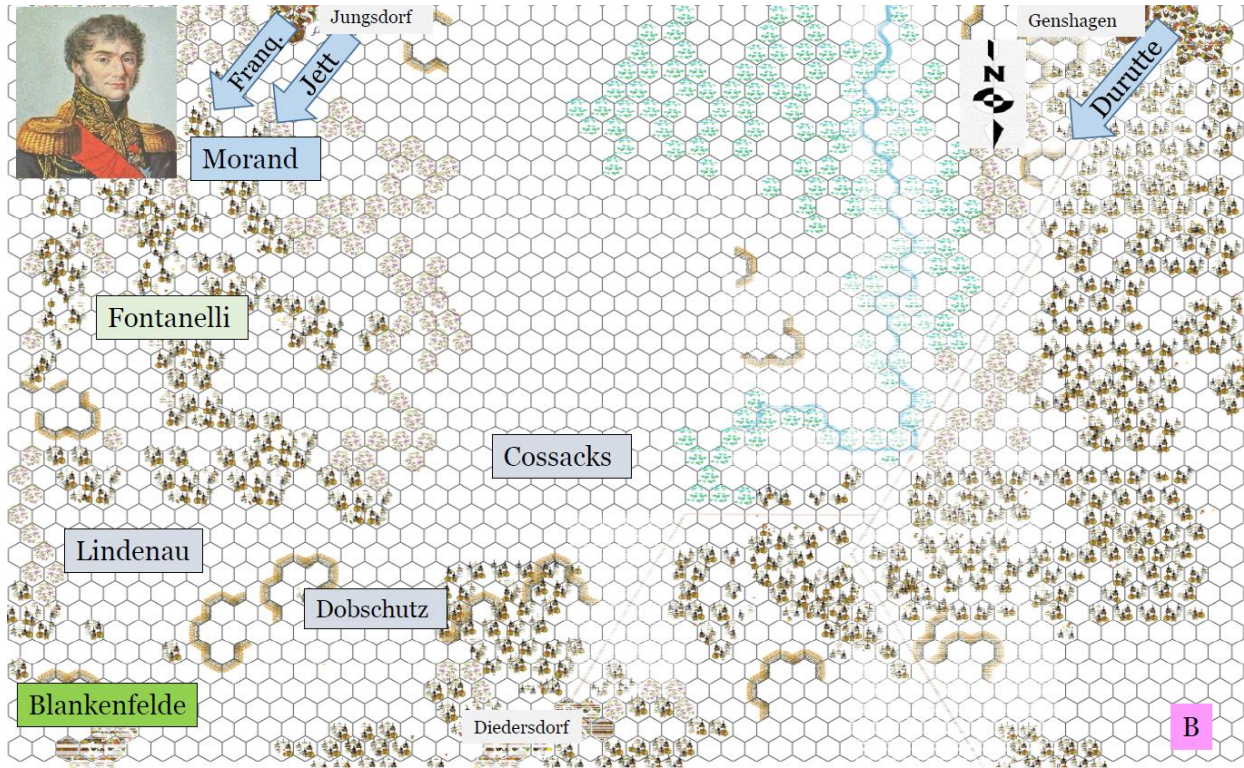 Jungsdorf
Genshagen
Franq.
Jett
Durutte
N
Morand
Fontanelli
Cossacks
Lindenau
Dobschutz
Blankenfelde
Diedersdorf
B